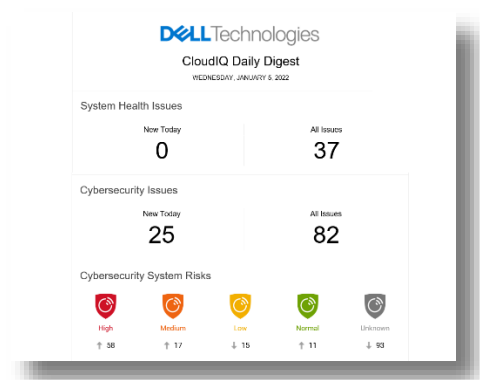 DELLTechnologies
CloudIQ Daily Digest
WEDNESDAY, JANUARY 5, 2022
System Health Issues
New Today All Issues
0 37
Cybersecurity Issues
New Today All Issues
25 82
Cybersecurity System Risks
High Medium Low Normal Unknown
↑ 58 ↑ 17 ↓ 15 ↑ 11 ↓ 93